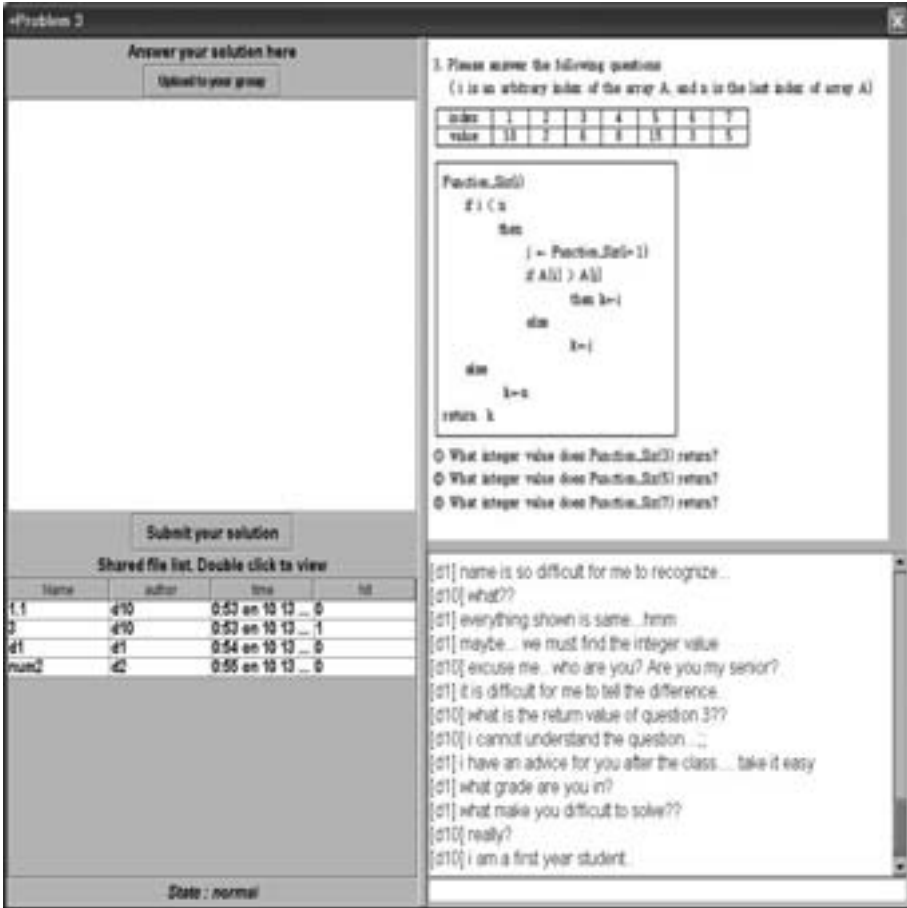 Problem 3
Answer your solution here
Upload to your group
3. Please answer the following questions
( i is an arbitrary index of the array A, and n is the last index of array A)
index 1 2 3 4 5 6 7
value 10 2 6 8 15 3 5
if i < n
then
else
else
return k
① What integer value does return?
② What integer value does return?
③ What integer value does return?
Submit your solution
Shared file list. Double click to view
Name author time hit
1.1 d10 0:53 on 10 13 ... 0
3 d10 0:53 on 10 13 ... 1
d1 d1 0:54 on 10 13 ... 0
num2 d2 0:55 on 10 13 ... 0
State : normal
[d1] name is so difficult for me to recognize...
[d10] what??
[d1] everything shown is same...hmm
[d1] maybe... we must find the integer value
[d10] excuse me.. who are you? Are you my senior?
[d1] it is difficult for me to tell the difference.
[d10] what is the return value of question 3??
[d10] i cannot understand the question...;;
[d1] i have an advice for you after the class.... take it easy
[d1] what grade are you in?
[d1] what make you difficult to solve??
[d10] really?
[d10] i am a first year student..